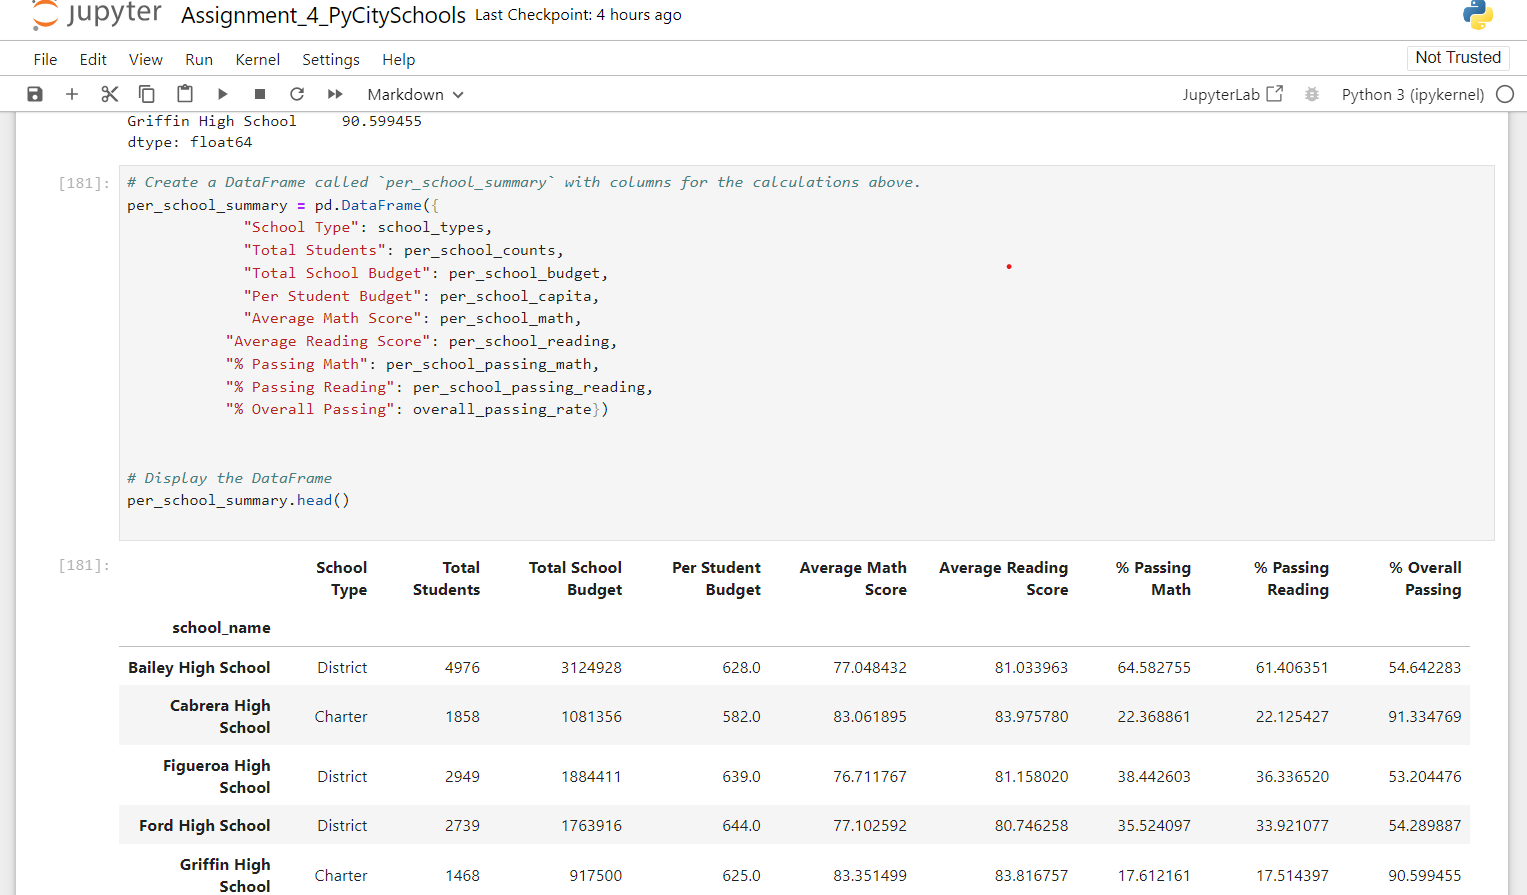 jupyter Assignment_4_PyCitySchools Last Checkpoint: 4 hours ago
File Edit View Run Kernel Settings Help Not Trusted
Markdown JupyterLab Python 3 (ipykernel)
Griffin High School 90.599455
dtype: float64
[181]: # Create a DataFrame called `per_school_summary` with columns for the calculations above.
per_school_summary = pd.DataFrame({
"School Type": school_types,
"Total Students": per_school_counts,
"Total School Budget": per_school_budget,
"Per Student Budget": per_school_capita,
"Average Math Score": per_school_math,
"Average Reading Score": per_school_reading,
"% Passing Math": per_school_passing_math,
"% Passing Reading": per_school_passing_reading,
"% Overall Passing": overall_passing_rate})
# Display the DataFrame
per_school_summary.head()
[181]:
School Total Total School Per Student Average Math Average Reading % Passing % Passing % Overall
Type Students Budget Budget Score Score Math Reading Passing
school_name
Bailey High School District 4976 3124928 628.0 77.048432 81.033963 64.582755 61.406351 54.642283
Cabrera High
School Charter 1858 1081356 582.0 83.061895 83.975780 22.368861 22.125427 91.334769
Figueroa High
School District 2949 1884411 639.0 76.711767 81.158020 38.442603 36.336520 53.204476
Ford High School District 2739 1763916 644.0 77.102592 80.746258 35.524097 33.921077 54.289887
Griffin High
School Charter 1468 917500 625.0 83.351499 83.816757 17.612161 17.514397 90.599455